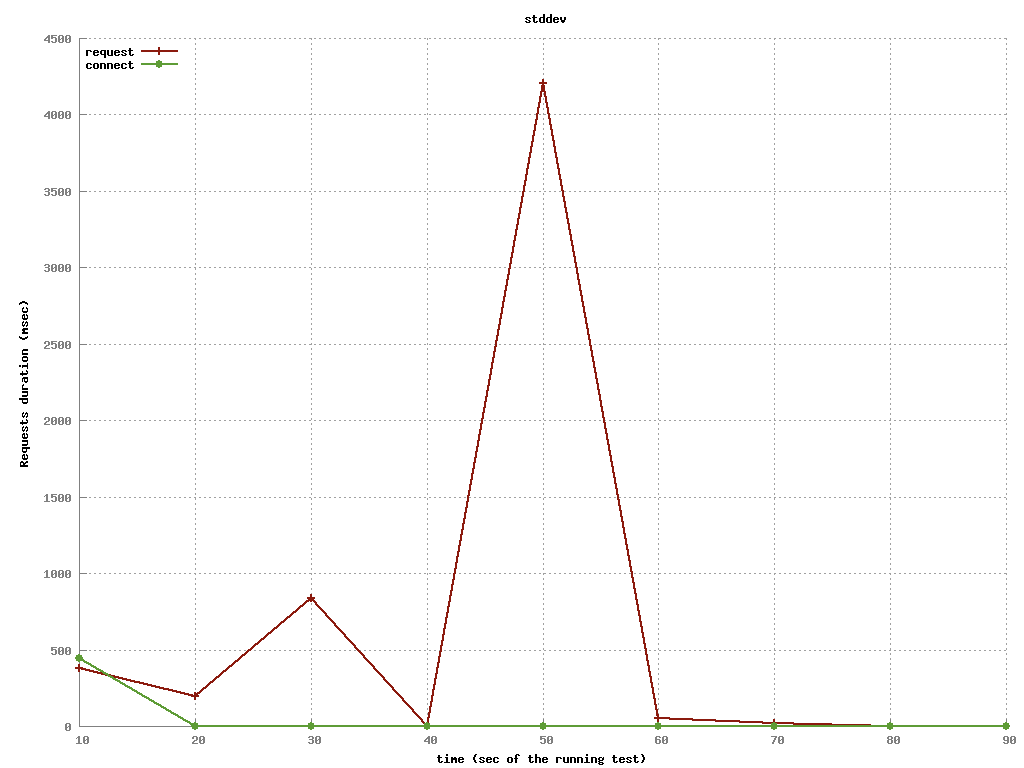 stddev
request
connect
4500
4000
3500
3000
2500
2000
1500
1000
500
0
Requests duration (msec)
10 20 30 40 50 60 70 80 90
time (sec of the running test)